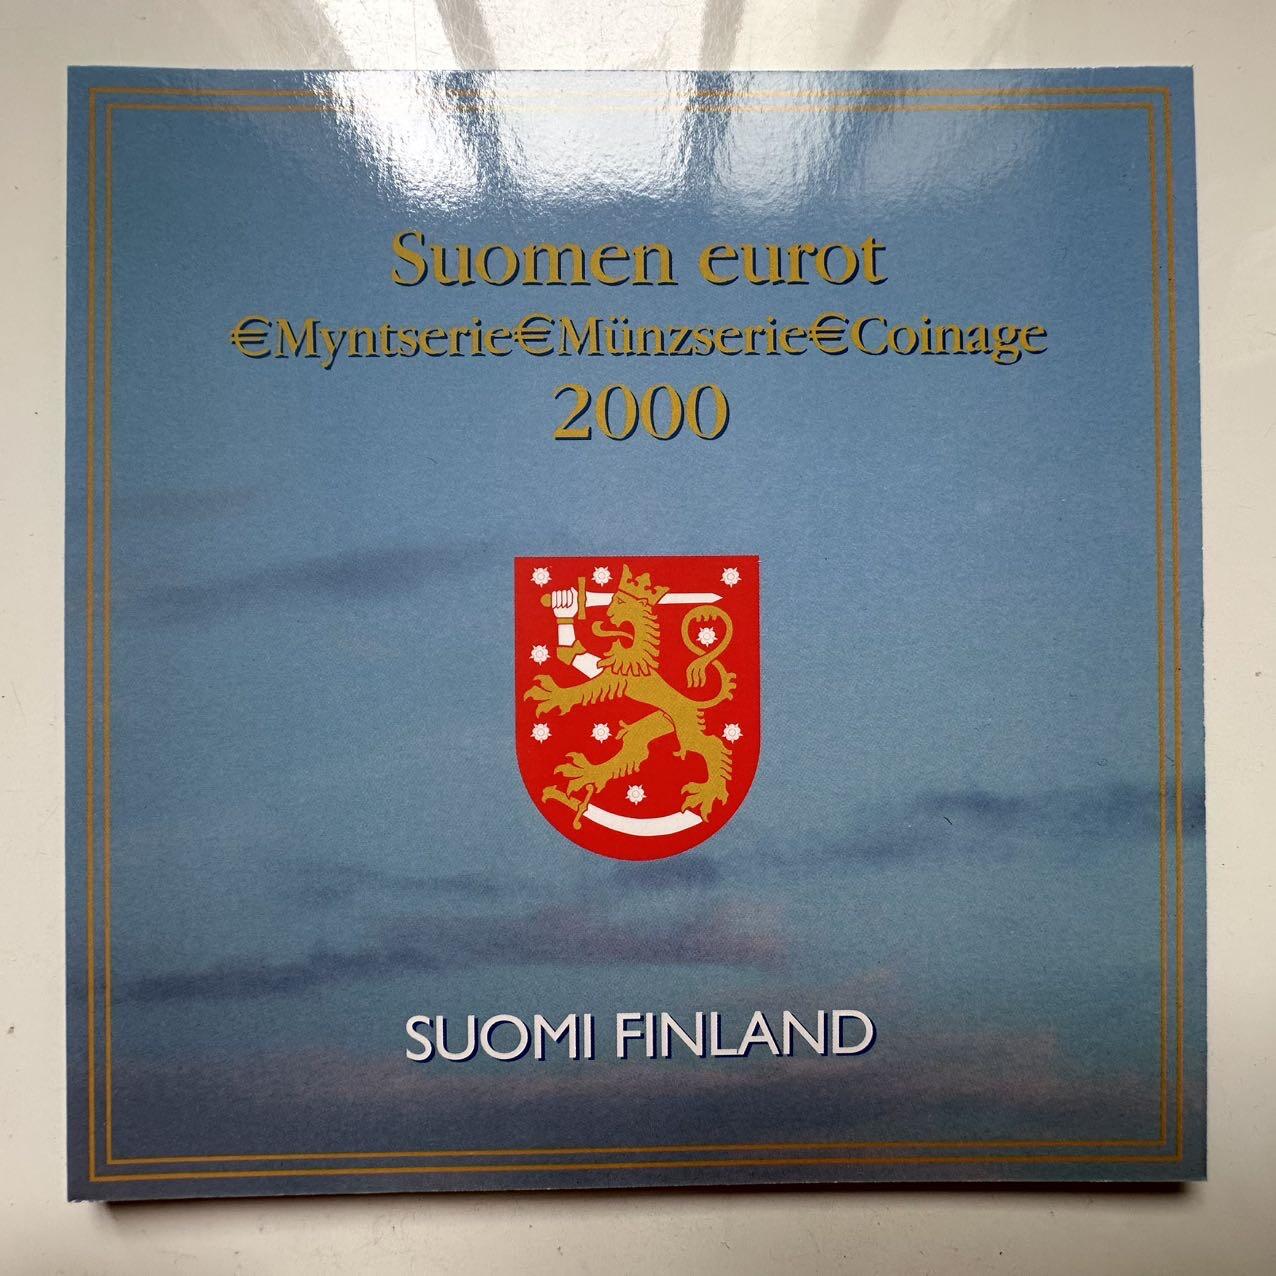 Suomen eurot
€Myntserie€Münzserie€Coinage
2000
SUOMI FINLAND